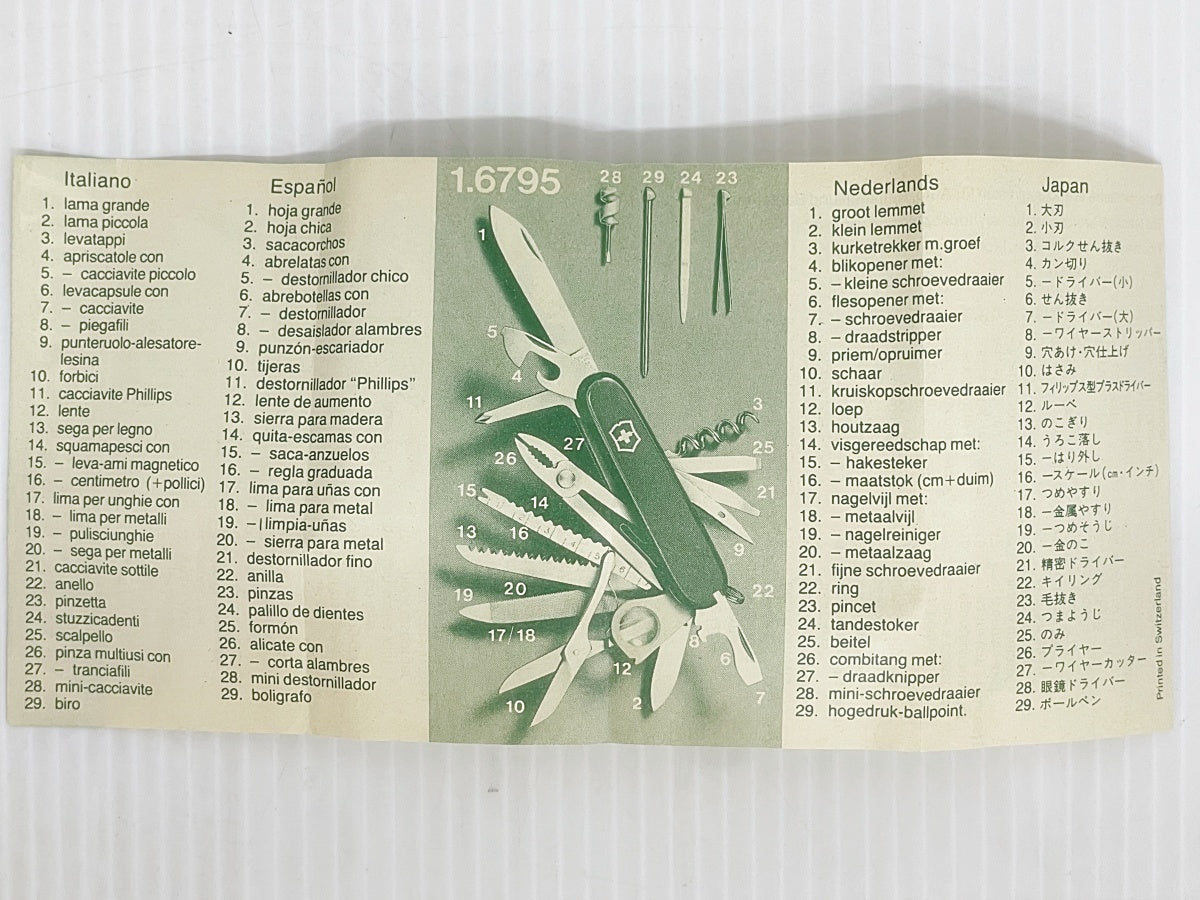 Italiano
1. lama grande
2. lama piccola
3. levatappi
4. apriscatole con
5. – cacciavite piccolo
6. levacapsule con
7. – cacciavite
8. – piegafili
9. punteruolo-alesatore-
lesina
10. forbici
11. cacciavite Phillips
12. lente
13. sega per legno
14. squamapesci con
15. – leva-ami magnetico
16. – centimetro (+pollici)
17. lima per unghie con
18. – lima per metalli
19. – pulisciunghie
20. – sega per metalli
21. cacciavite sottile
22. anello
23. pinzetta
24. stuzzicadenti
25. scalpello
26. pinza multiusi con
27. – tranciafili
28. mini-cacciavite
29. biro
Español
1. hoja grande
2. hoja chica
3. sacacorchos
4. abrelatas con
5. – destornillador chico
6. abrebotellas con
7. – destornillador
8. – desaislador alambres
9. punzón-escariador
10. tijeras
11. destornillador "Phillips"
12. lente de aumento
13. sierra para madera
14. quita-escamas con
15. – saca-anzuelos
16. – regla graduada
17. lima para uñas con
18. – lima para metal
19. – limpia-uñas
20. – sierra para metal
21. destornillador fino
22. anilla
23. pinzas
24. palillo de dientes
25. formón
26. alicate con
27. – corta alambres
28. mini destornillador
29. boligrafo
1.6795
28 29 24 23
1
5
4
11
3
27
25
26
15
14
21
16
13
9
20
19
22
17/18
8
6
12
10
2
7
Nederlands
1. groot lemmet
2. klein lemmet
3. kurketrekker m.groef
4. blikopener met:
5. – kleine schroevedraaier
6. flesopener met:
7. – schroevedraaier
8. – draadstripper
9. priem/opruimer
10. schaar
11. kruiskopschroevedraaier
12. loep
13. houtzaag
14. visgereedschap met:
15. – hakesteker
16. – maatstok (cm+duim)
17. nagelvijl met:
18. – metaalvijl
19. – nagelreiniger
20. – metaalzaag
21. fijne schroevedraaier
22. ring
23. pincet
24. tandestoker
25. beitel
26. combitang met:
27. – draadknipper
28. mini-schroevedraaier
29. hogedruk-ballpoint.
Japan
1.大刃
2. 小刃
3. コルクせん抜き
4. カン切り
5. ードライバー(小)
6. せん抜き
7. ードライバー(大)
8. ーワイヤーストリッパー
9. 穴あけ・穴仕上げ
10. はさみ
11. フィリップス型プラスドライバー
12. ルーペ
13. のこぎり
14. うろこ落し
15. ーはり外し
16. ースケール(cm・インチ)
17. つめやすり
18. ー金属やすり
19. ーつめそうじ
20. ー金のこ
21. 精密ドライバー
22. キイリング
23. 毛抜き
24. つまようじ
25. のみ
26. プライヤー
27. ーワイヤーカッター
28. 眼鏡ドライバー
29. ボールペン
Printed in Switzerland